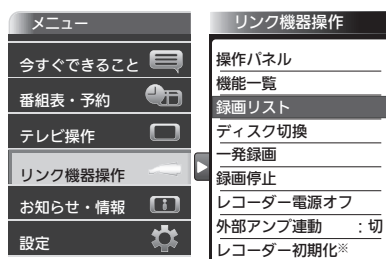 メニュー
今すぐできること
番組表・予約
テレビ操作
リンク機器操作
お知らせ・情報
設定
リンク機器操作
操作パネル
機能一覧
録画リスト
ディスク切換
一発録画
録画停止
レコーダー電源オフ
外部アンプ連動 :切
レコーダー初期化※